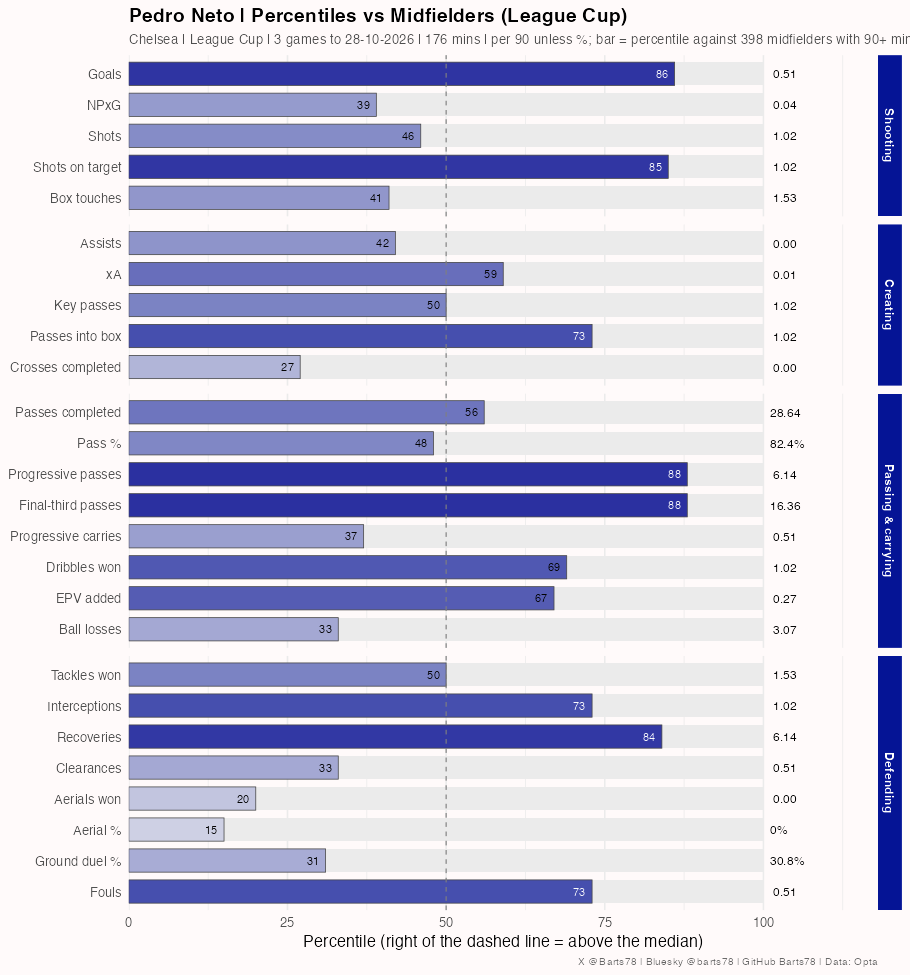 Pedro Neto | Percentiles vs Midfielders (League Cup)
Chelsea | League Cup | 3 games to 28-10-2026 | 176 mins | per 90 unless %; bar = percentile against 398 midfielders with 90+ min
Goals 86 0.51
NPxG 39 0.04
Shots 46 1.02
Shots on target 85 1.02
Box touches 41 1.53
Shooting
Assists 42 0.00
xA 59 0.01
Key passes 50 1.02
Passes into box 73 1.02
Crosses completed 27 0.00
Creating
Passes completed 56 28.64
Pass % 48 82.4%
Progressive passes 88 6.14
Final-third passes 88 16.36
Progressive carries 37 0.51
Dribbles won 69 1.02
EPV added 67 0.27
Ball losses 33 3.07
Passing & carrying
Tackles won 50 1.53
Interceptions 73 1.02
Recoveries 84 6.14
Clearances 33 0.51
Aerials won 20 0.00
Aerial % 15 0%
Ground duel % 31 30.8%
Fouls 73 0.51
Defending
0 25 50 75 100
Percentile (right of the dashed line = above the median)
X @Barts78 | Bluesky @barts78 | GitHub Barts78 | Data: Opta